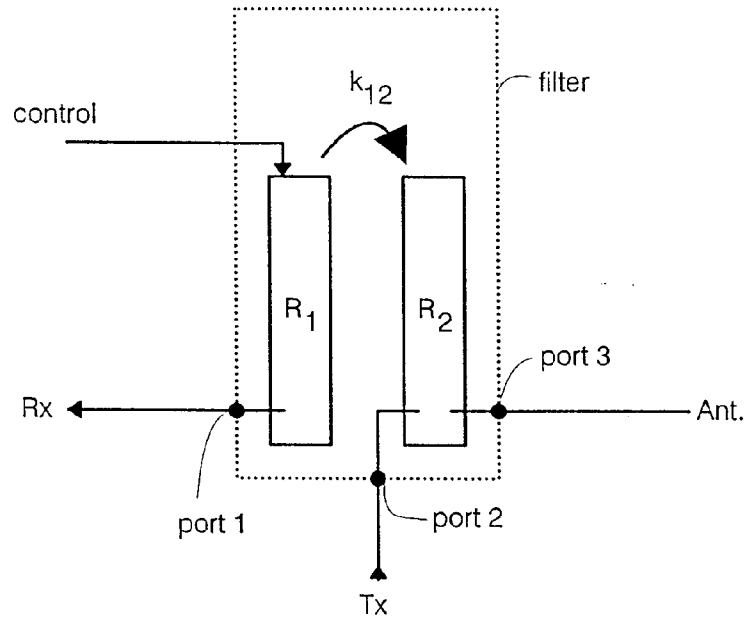 filter
k12
control
R1
R2
port 3
Rx
Ant.
port 1
port 2
Tx